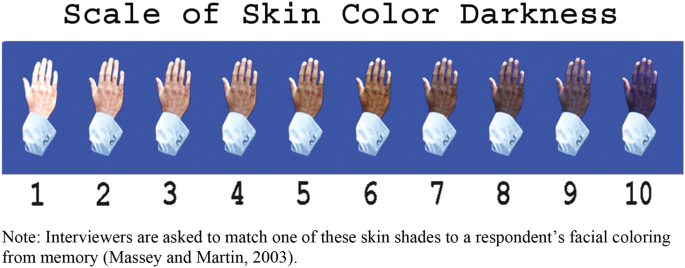 Scale of Skin Color Darkness
1 2 3 4 5 6 7 8 9 10
Note: Interviewers are asked to match one of these skin shades to a respondent's facial coloring
from memory (Massey and Martin, 2003).